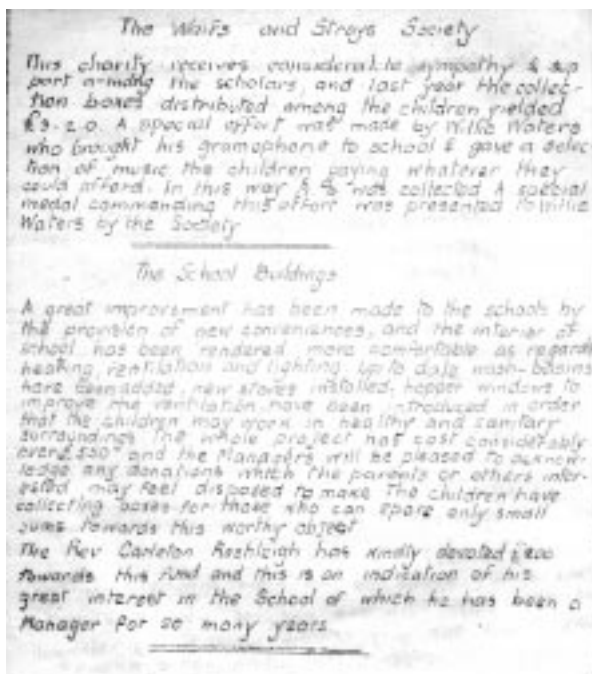 The Waifs and Strays Society
This charity receives considerable sympathy & sup
port among the scholars, and last year the collec-
tion boxes distributed among the children yielded
£3-2-0. A special effort was made by Willie Waters
who brought his gramophone to school & gave a selec
tion of music the children paying whatever they
could afford. In this way was collected A special
medal commanding this effort was presented to Willie
Waters by the Society
The School Buildings
A great improvement has been made to the schools by
the provision of new conveniences, and the interior of
school has been rendered more comfortable as regards
heating, ventilation and lighting up to date wash-basins
have been added, new stoves installed, hopper windows to
improve the ventilation have been introduced in order
that the children may work in healthy and sanitary
surroundings The whole project has cost considerably
over and the Managers will be pleased to acknow-
ledge any donations which the parents or others inter-
ested may feel disposed to make The children have
collecting boxes for those who can spare only small
sums towards this worthy object
The Rev Carleton Rashleigh has kindly devoted
towards this fund and this is an indication of his
great interest in the School of which he has been a
Manager for so many years